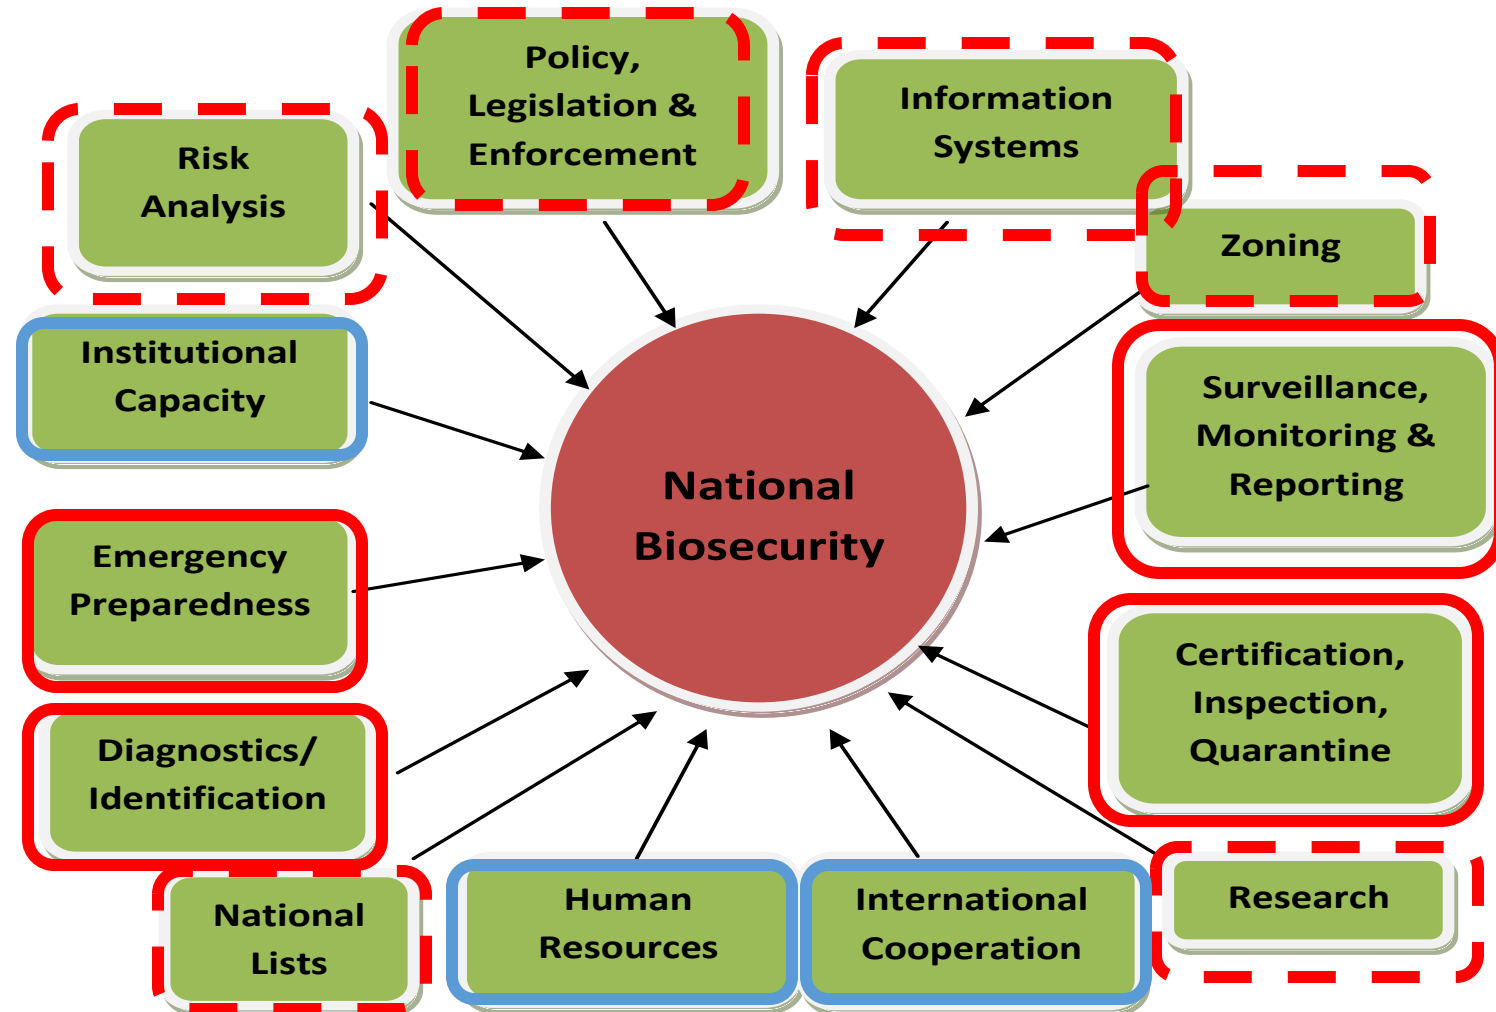 Policy,
Legislation &
Enforcement
Information
Systems
Risk
Analysis
Zoning
Institutional
Capacity
Surveillance,
Monitoring &
Reporting
National
Biosecurity
Emergency
Preparedness
Certification,
Inspection,
Quarantine
Diagnostics/
Identification
National
Lists
Human
Resources
International
Cooperation
Research